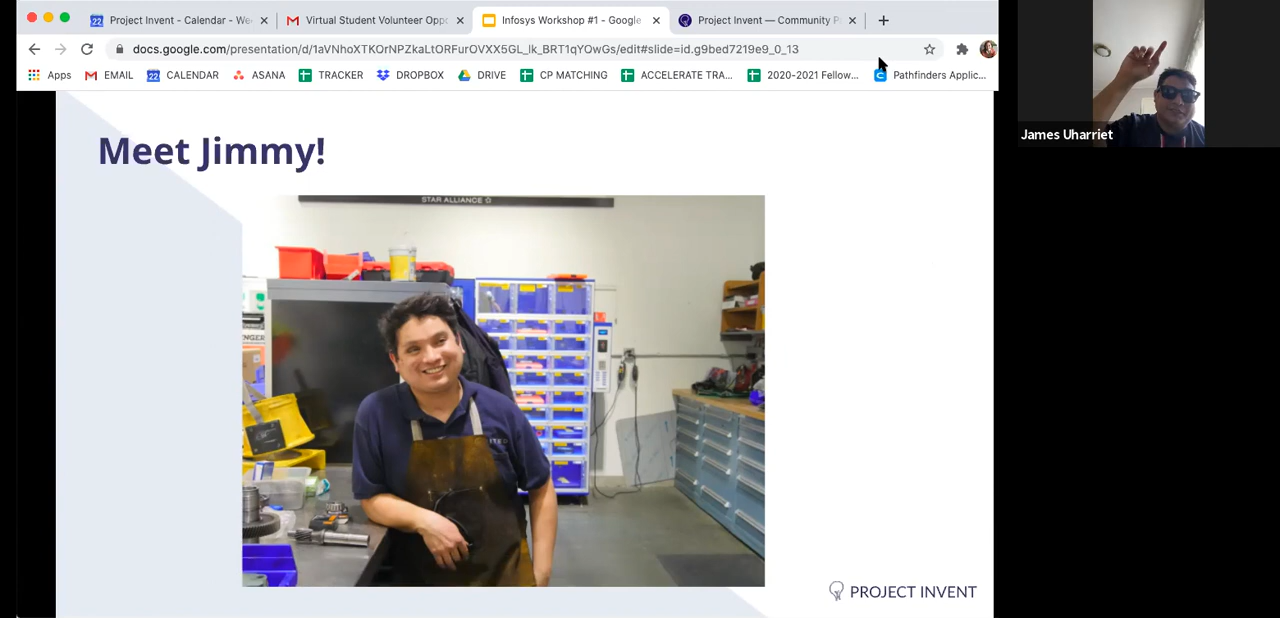 Project Invent - Calendar - We
Virtual Student Volunteer Oppo
Infosys Workshop #1 - Google
Project Invent — Community Pa
docs.google.com/presentation/d/1aVNhoXTKOrNPZkaLtORFurOVXX5GL_lk_BRT1qYOwGs/edit#slide=id.g9bed7219e9_0_13
Apps
EMAIL
CALENDAR
ASANA
TRACKER
DROPBOX
DRIVE
CP MATCHING
ACCELERATE TRA...
2020-2021 Fellow...
Pathfinders Applic...
James Uharriet
Meet Jimmy!
STAR ALLIANCE
PROJECT INVENT